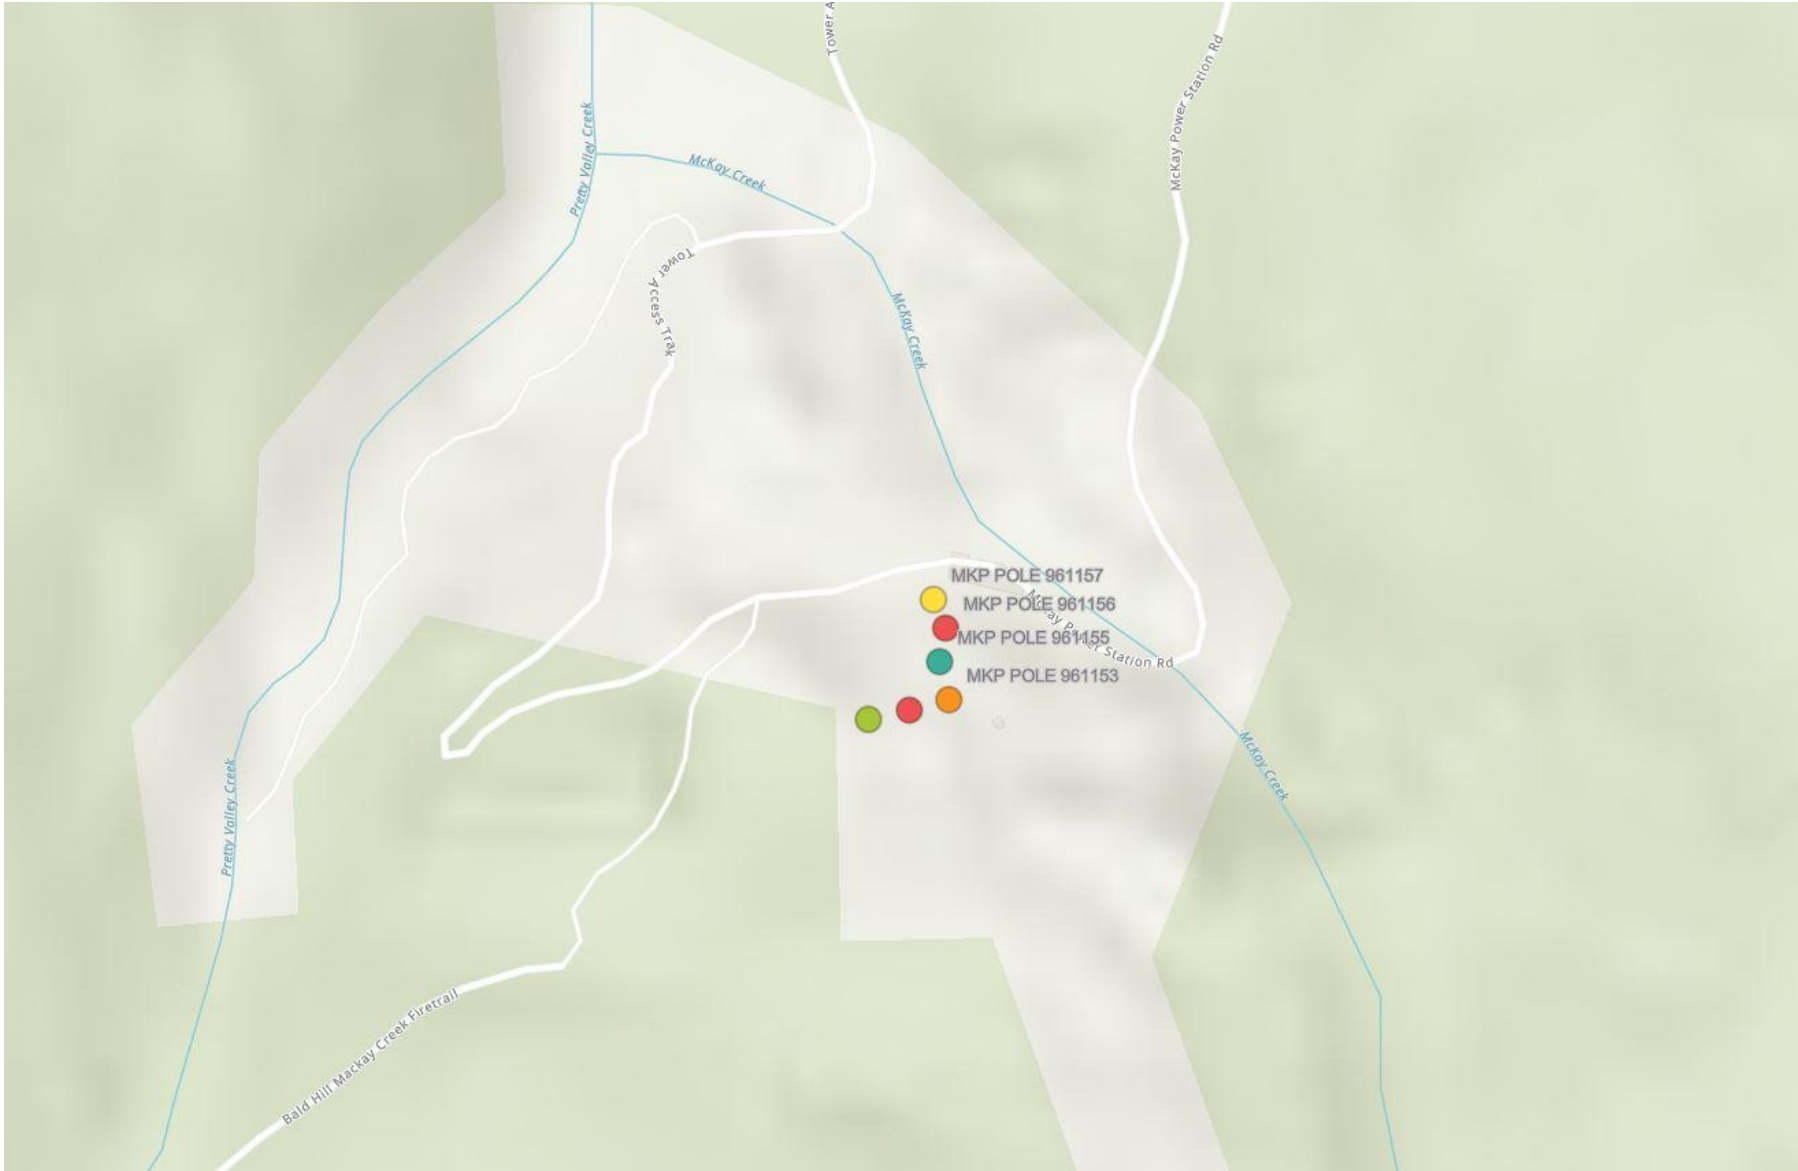 Tower A
McKay Power Station Rd
Pretty Valley Creek
McKay Creek
Tower Access Trak
McKay Creek
MKP POLE 961157
MKP POLE 961156
McKay Power Station Rd
MKP POLE 961155
MKP POLE 961153
McKay Creek
Pretty Valley Creek
Bald Hill Mackay Creek Firetrail